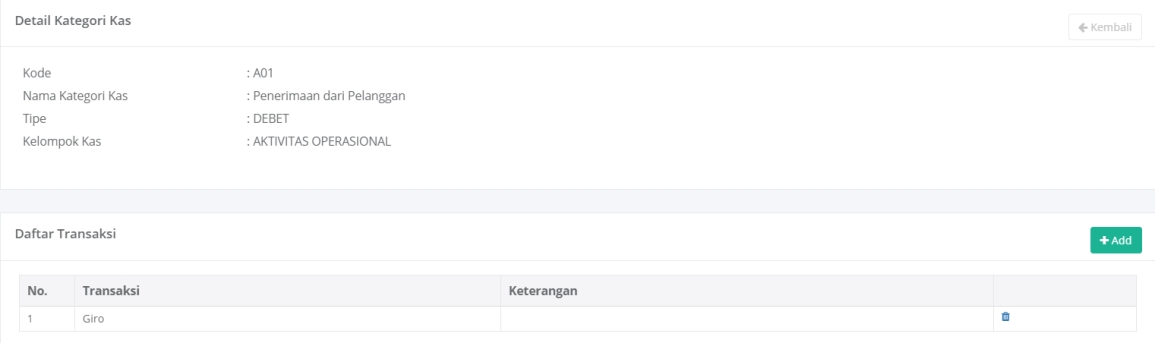 Detail Kategori Kas
Kembali
Kode : A01
Nama Kategori Kas : Penerimaan dari Pelanggan
Tipe : DEBET
Kelompok Kas : AKTIVITAS OPERASIONAL
Daftar Transaksi
+ Add
No. Transaksi Keterangan
1 Giro